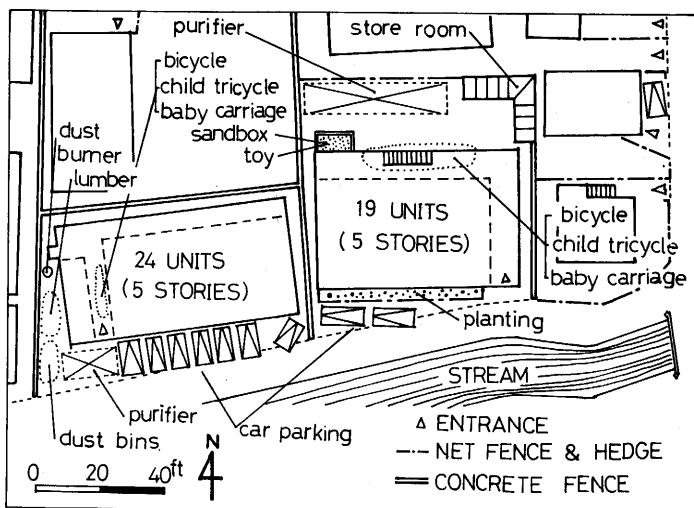 purifier
store room
bicycle
child tricycle
baby carriage
sandbox
toy
dust
burner
lumber
19 UNITS
(5 STORIES)
bicycle
child tricycle
baby carriage
24 UNITS
(5 STORIES)
planting
STREAM
purifier
car parking
dust bins
N
0 20 40ft
ENTRANCE
NET FENCE & HEDGE
CONCRETE FENCE